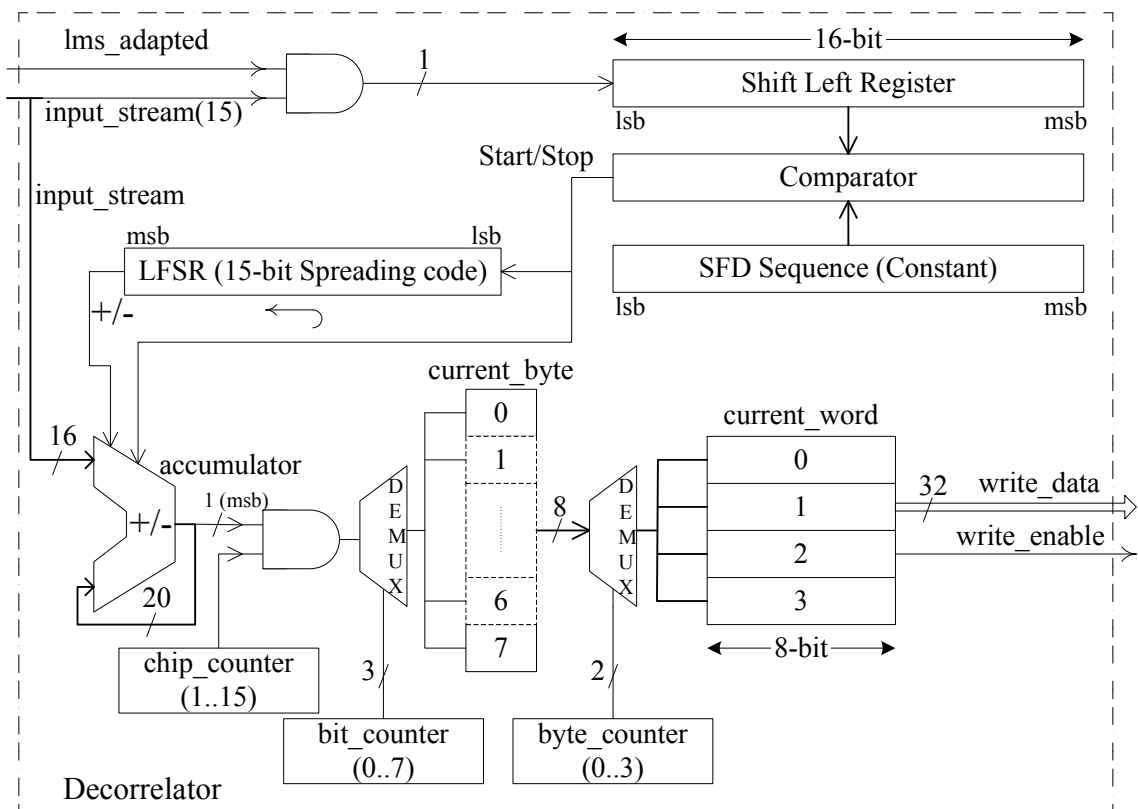 lms_adapted
1
input_stream(15)
16-bit
Shift Left Register
lsb
msb
Start/Stop
Comparator
input_stream
msb
lsb
LFSR (15-bit Spreading code)
SFD Sequence (Constant)
lsb
msb
+/-
current_byte
0
1
6
7
current_word
0
1
2
3
8-bit
16
accumulator
1 (msb)
+/-
20
DEMUX
8
DEMUX
32
write_data
write_enable
chip_counter
(1..15)
3
bit_counter
(0..7)
2
byte_counter
(0..3)
Decorrelator